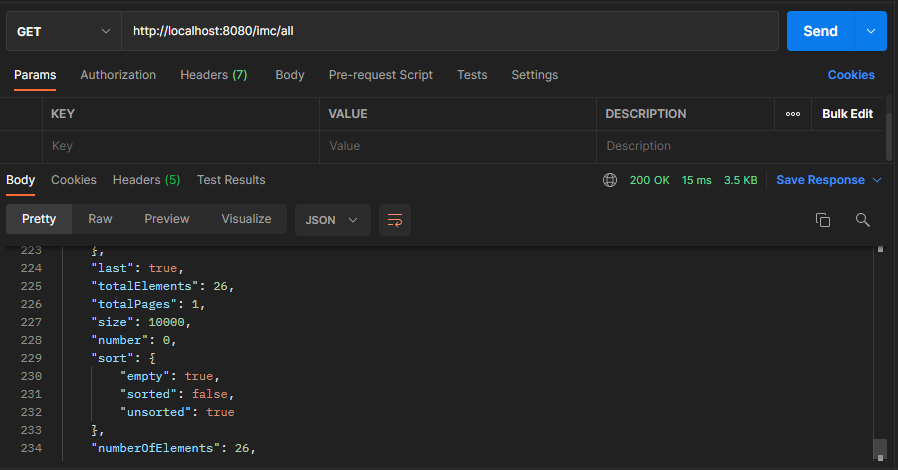 GET http://localhost:8080/imc/all Send
Params Authorization Headers (7) Body Pre-request Script Tests Settings Cookies
KEY VALUE DESCRIPTION ooo Bulk Edit
Key Value Description
Body Cookies Headers (5) Test Results 200 OK 15 ms 3.5 KB Save Response
Pretty Raw Preview Visualize JSON
223 },
224 "last": true,
225 "totalElements": 26,
226 "totalPages": 1,
227 "size": 10000,
228 "number": 0,
229 "sort": {
230 "empty": true,
231 "sorted": false,
232 "unsorted": true
233 },
234 "numberOfElements": 26,